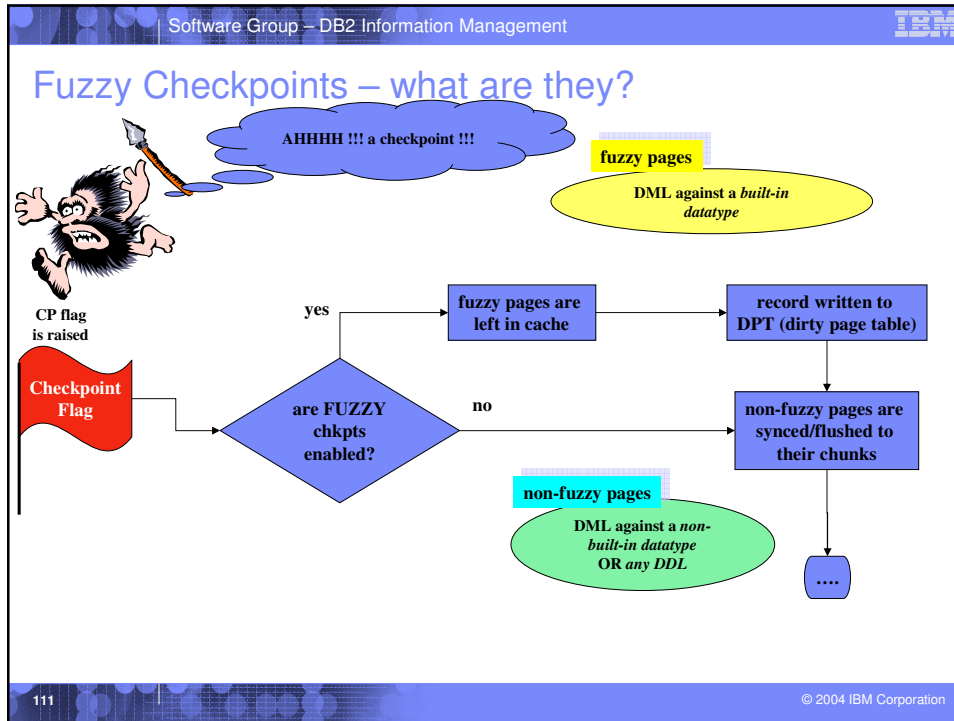 Software Group – DB2 Information Management
IBM
Fuzzy Checkpoints – what are they?
AHHHH !!! a checkpoint !!!
fuzzy pages
DML against a built-in
datatype
CP flag
is raised
Checkpoint
Flag
yes
fuzzy pages are
left in cache
record written to
DPT (dirty page table)
are FUZZY
chkpts
enabled?
no
non-fuzzy pages are
synced/flushed to
their chunks
non-fuzzy pages
DML against a non-
built-in datatype
OR any DDL
....
111
© 2004 IBM Corporation